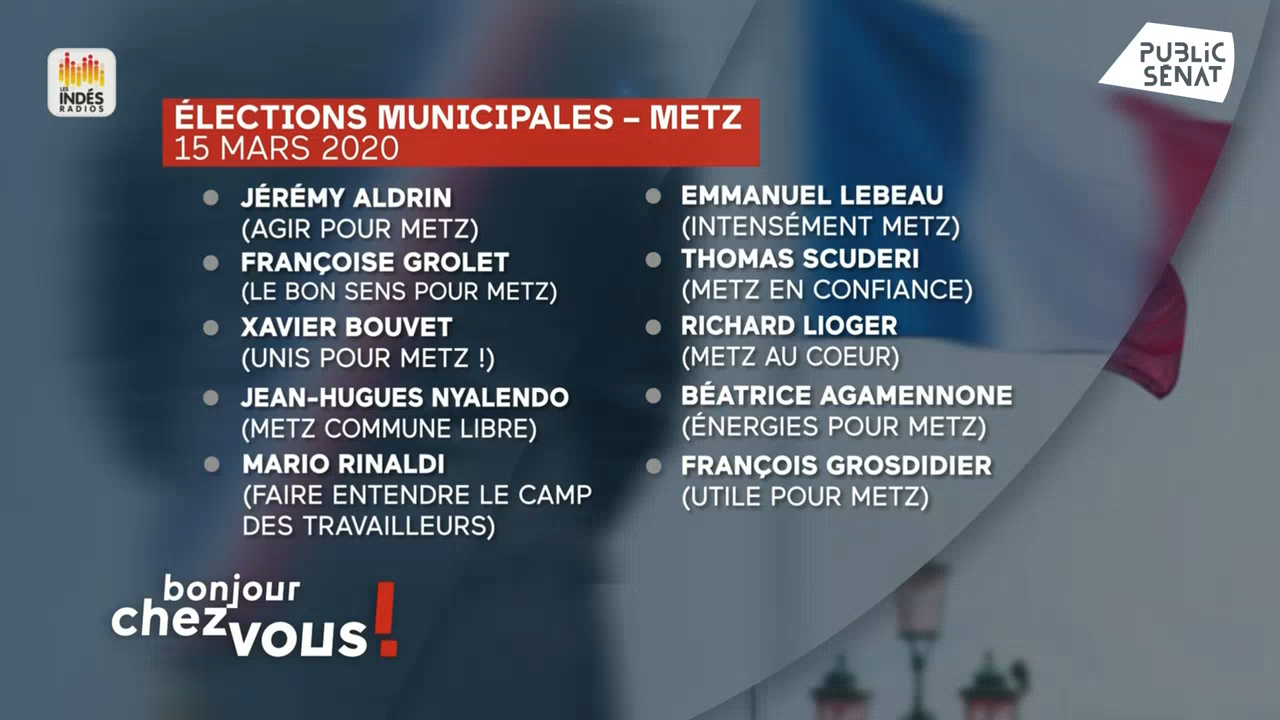 LES
INDÉS
RADIOS
PUBLIC
SÉNAT
ÉLECTIONS MUNICIPALES – METZ
15 MARS 2020
JÉRÉMY ALDRIN
(AGIR POUR METZ)
FRANÇOISE GROLET
(LE BON SENS POUR METZ)
XAVIER BOUVET
(UNIS POUR METZ !)
JEAN-HUGUES NYALENDO
(METZ COMMUNE LIBRE)
MARIO RINALDI
(FAIRE ENTENDRE LE CAMP
DES TRAVAILLEURS)
EMMANUEL LEBEAU
(INTENSÉMENT METZ)
THOMAS SCUDERI
(METZ EN CONFIANCE)
RICHARD LIOGER
(METZ AU COEUR)
BÉATRICE AGAMENNONE
(ÉNERGIES POUR METZ)
FRANÇOIS GROSDIDIER
(UTILE POUR METZ)
bonjour
chez
vous !